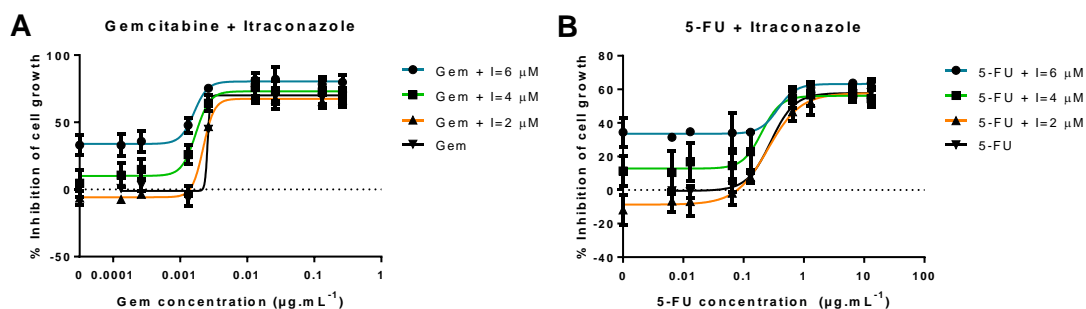 A
Gemcitabine + Itraconazole
% Inhibition of cell growth
100
50
0
-50
0 0.0001 0.001 0.01 0.1 1
Gem concentration (µg.mL⁻¹)
Gem + I=6 μM
Gem + I=4 μM
Gem + I=2 μM
Gem
B
5-FU + Itraconazole
% Inhibition of cell growth
80
60
40
20
0
-20
-40
0 0.01 0.1 1 10 100
5-FU concentration (µg.mL⁻¹)
5-FU + I=6 μM
5-FU + I=4 μM
5-FU + I=2 μM
5-FU